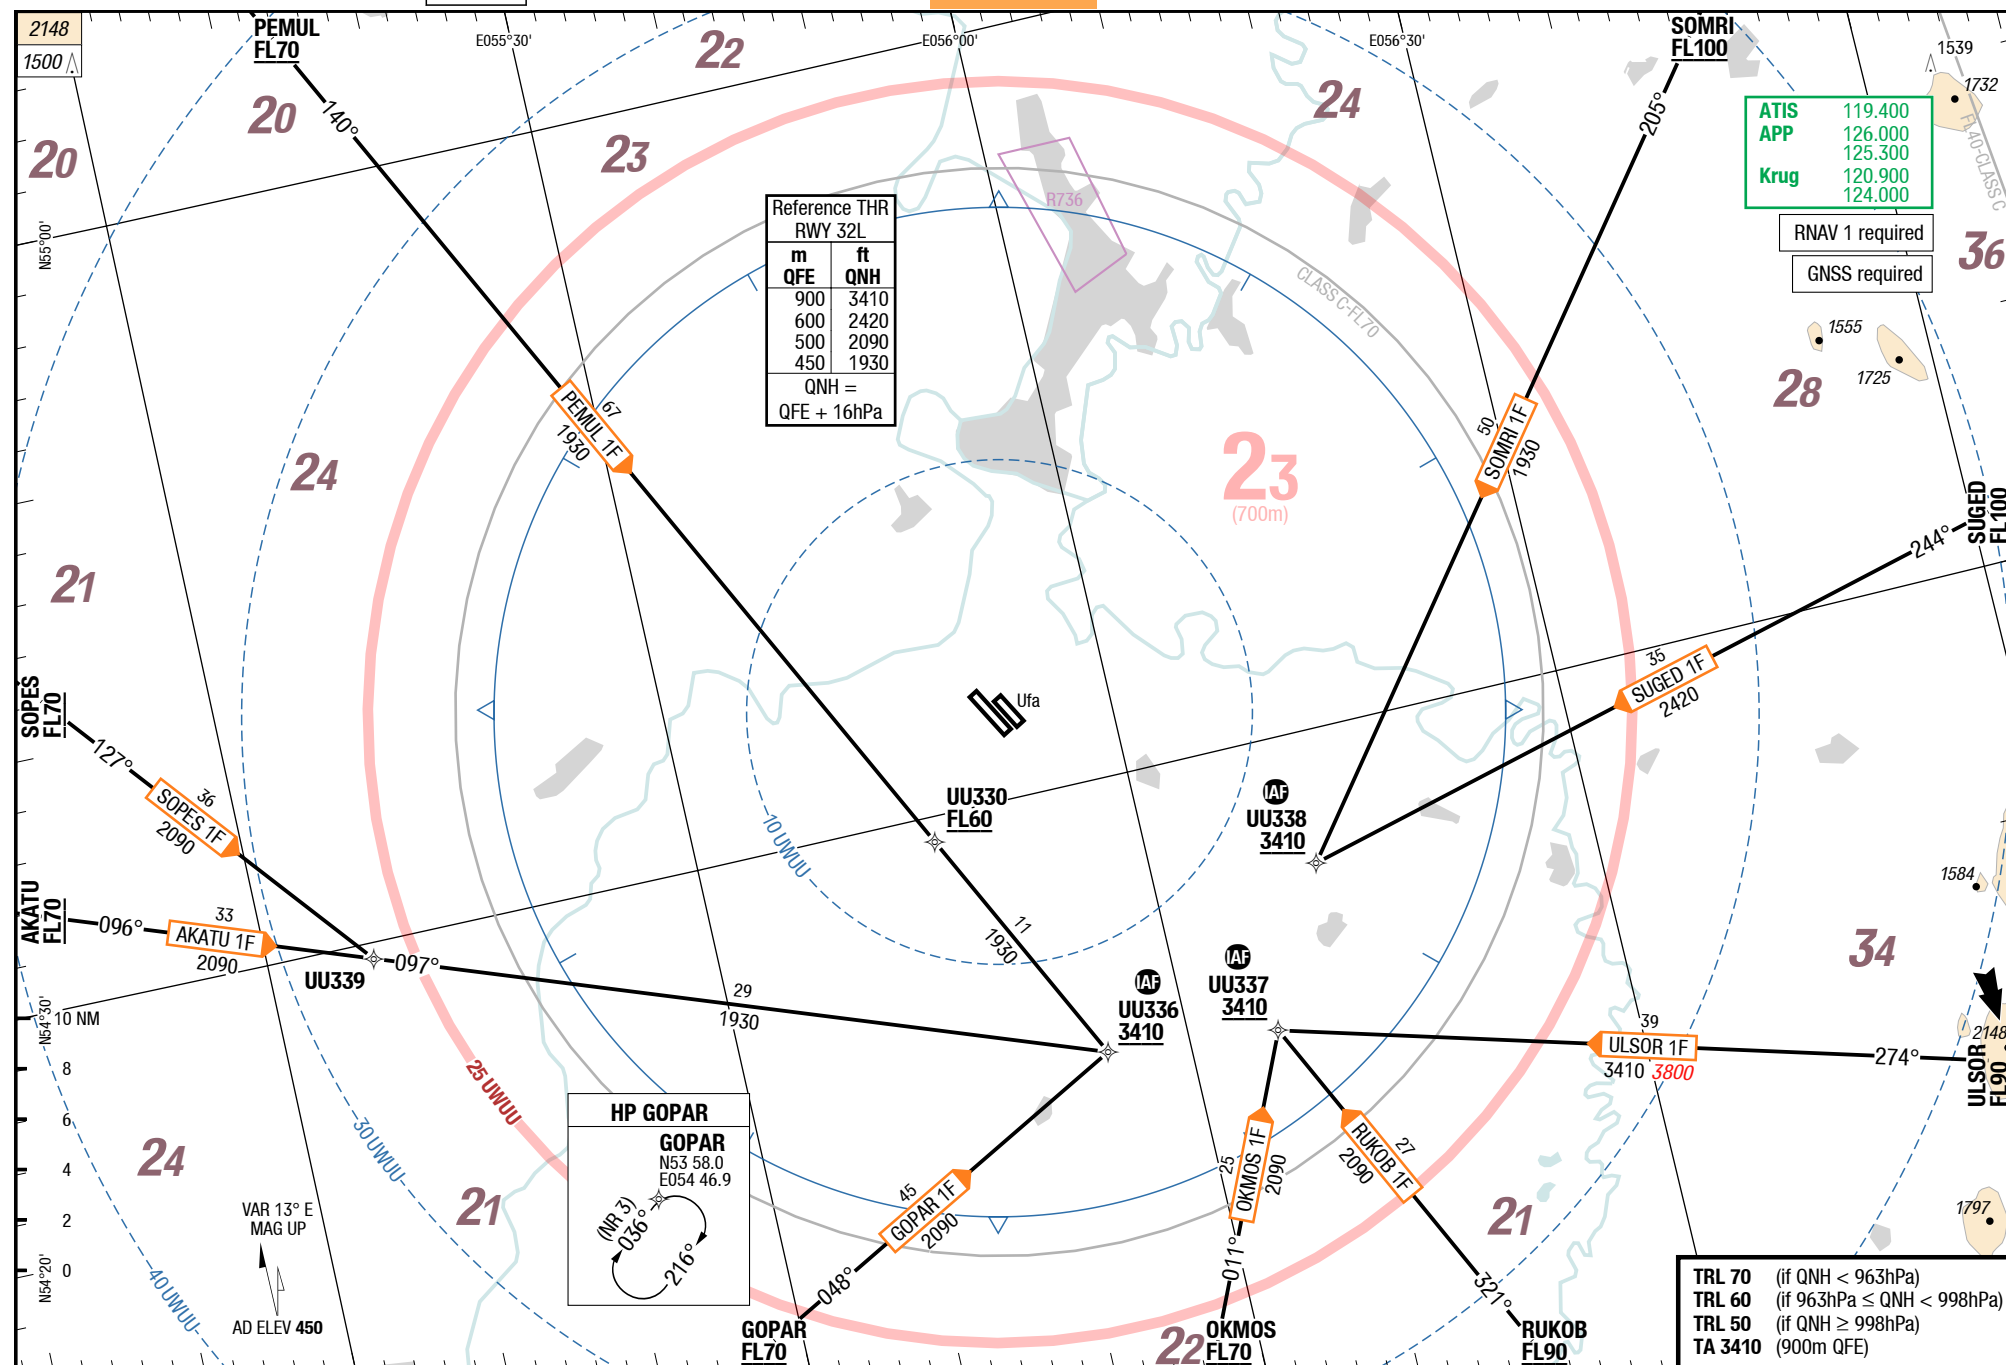 2148
1500
PEMUL
FL70
E055°30'
22
E056°00'
E056°30'
SOMRI
FL100
1539
1732
20
140°
20
23
24
205°
FL40-CLASS C
ATIS 119.400
APP 126.000
125.300
Krug 120.900
124.000
RNAV 1 required
GNSS required
36
N55°00'
R736
Reference THR
RWY 32L
m ft
QFE QNH
900 3410
600 2420
500 2090
450 1930
QNH =
QFE + 16hPa
CLASS C-FL70
1555
1725
28
67
PEMUL 1F
1930
50
SOMRI 1F
1930
24
23
(700m)
SUGED
FL100
244°
21
35
SUGED 1F
2420
SOPES
FL70
127°
Ufa
36
SOPES 1F
2090
UU330
FL60
10 UWUU
IAF
UU338
3410
1584
AKATU
FL70
096°
33
AKATU 1F
2090
UU339
097°
11
1930
29
1930
IAF
UU336
3410
IAF
UU337
3410
34
N54°30'
10 NM
8
6
4
2
0
39
ULSOR 1F
3410 3800
274°
2148
ULSOR
FL90
25 UWUU
30 UWUU
40 UWUU
HP GOPAR
GOPAR
N53 58.0
E054 46.9
(NR 3)
036°
216°
24
21
45
GOPAR 1F
2090
25
OKMOS 1F
2090
27
RUKOB 1F
2090
21
1797
VAR 13° E
MAG UP
AD ELEV 450
N54°20'
048°
011°
321°
GOPAR
FL70
22
OKMOS
FL70
RUKOB
FL90
TRL 70 (if QNH < 963hPa)
TRL 60 (if 963hPa ≤ QNH < 998hPa)
TRL 50 (if QNH ≥ 998hPa)
TA 3410 (900m QFE)